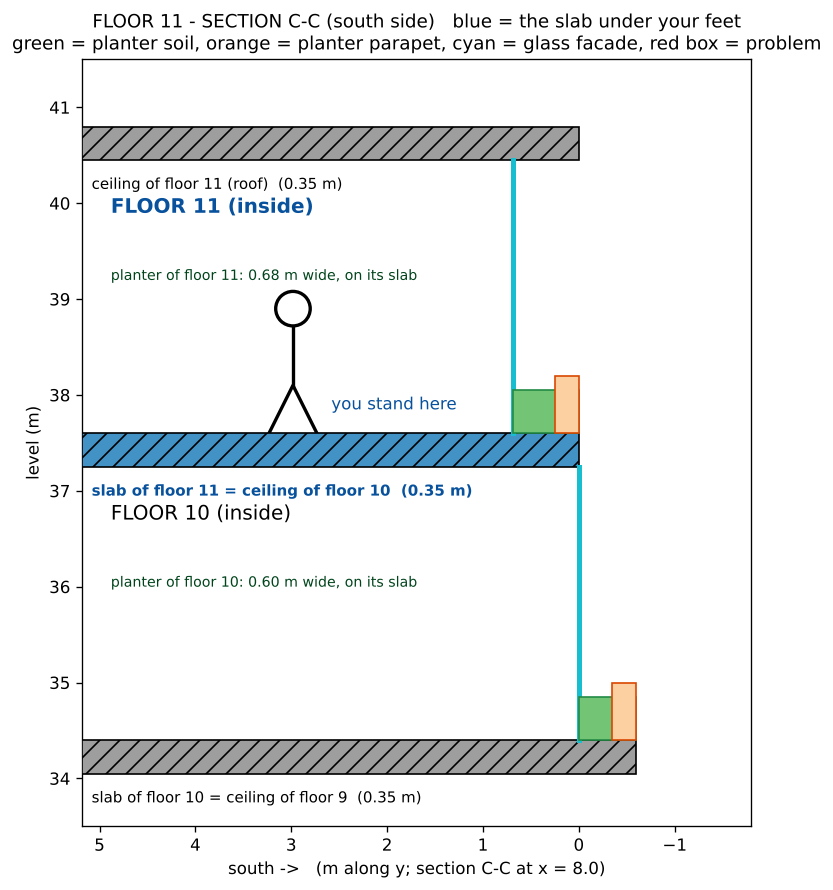 FLOOR 11 - SECTION C-C (south side)   blue = the slab under your feet
green = planter soil, orange = planter parapet, cyan = glass facade, red box = problem
41
ceiling of floor 11 (roof)  (0.35 m)
40
FLOOR 11 (inside)
planter of floor 11: 0.68 m wide, on its slab
39
38
you stand here
level (m)
37
slab of floor 11 = ceiling of floor 10  (0.35 m)
FLOOR 10 (inside)
36
planter of floor 10: 0.60 m wide, on its slab
35
34
slab of floor 10 = ceiling of floor 9  (0.35 m)
5 4 3 2 1 0 −1
south ->   (m along y; section C-C at x = 8.0)